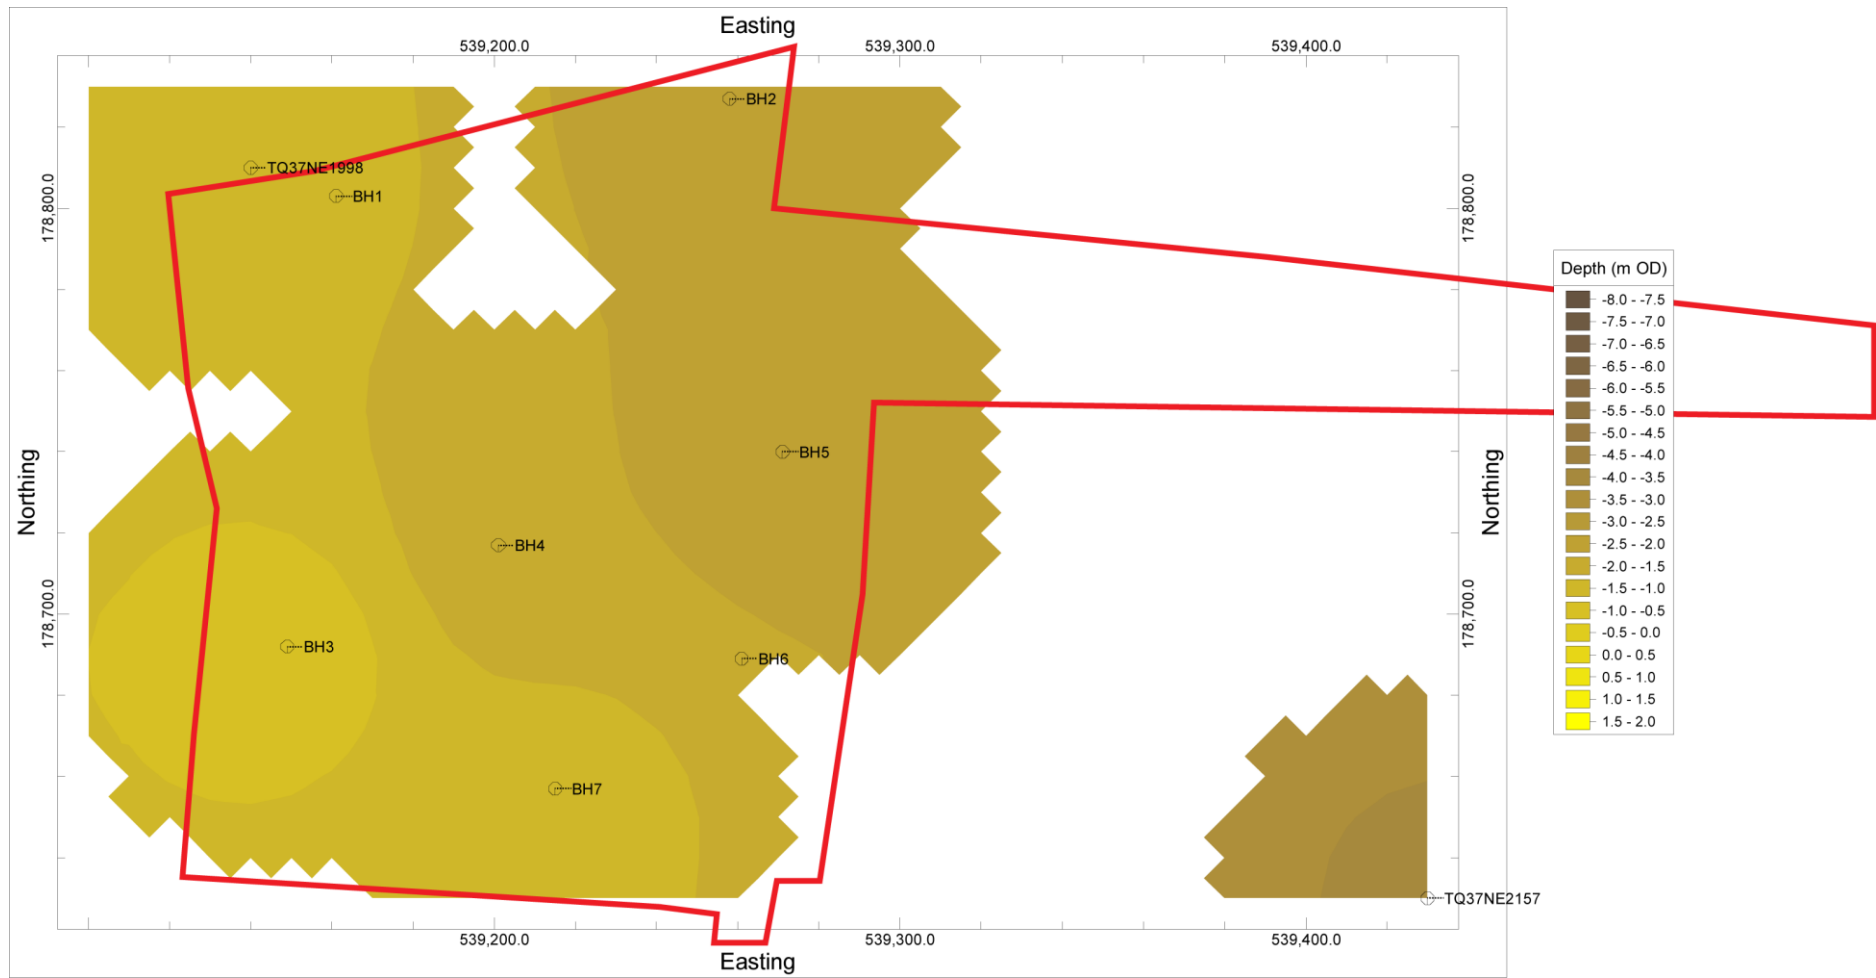 Easting
539,200.0
539,300.0
539,400.0
BH2
TQ37NE1998
BH1
178,800.0
178,800.0
Depth (m OD)
-8.0 - -7.5
-7.5 - -7.0
-7.0 - -6.5
-6.5 - -6.0
-6.0 - -5.5
-5.5 - -5.0
-5.0 - -4.5
-4.5 - -4.0
-4.0 - -3.5
-3.5 - -3.0
-3.0 - -2.5
-2.5 - -2.0
-2.0 - -1.5
-1.5 - -1.0
-1.0 - -0.5
-0.5 - 0.0
0.0 - 0.5
0.5 - 1.0
1.0 - 1.5
1.5 - 2.0
BH5
Northing
Northing
BH4
178,700.0
178,700.0
BH3
BH6
BH7
TQ37NE2157
539,200.0
539,300.0
539,400.0
Easting